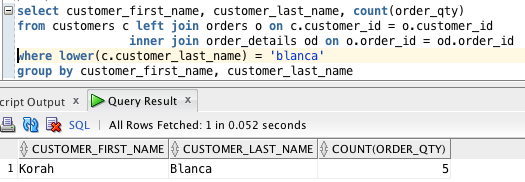 select customer_first_name, customer_last_name, count(order_qty)
from customers c left join orders o on c.customer_id = o.customer_id
inner join order_details od on o.order_id = od.order_id
where lower(c.customer_last_name) = 'blanca'
group by customer_first_name, customer_last_name
cript Output x Query Result x
SQL | All Rows Fetched: 1 in 0.052 seconds
CUSTOMER_FIRST_NAME CUSTOMER_LAST_NAME COUNT(ORDER_QTY)
1 Korah Blanca 5